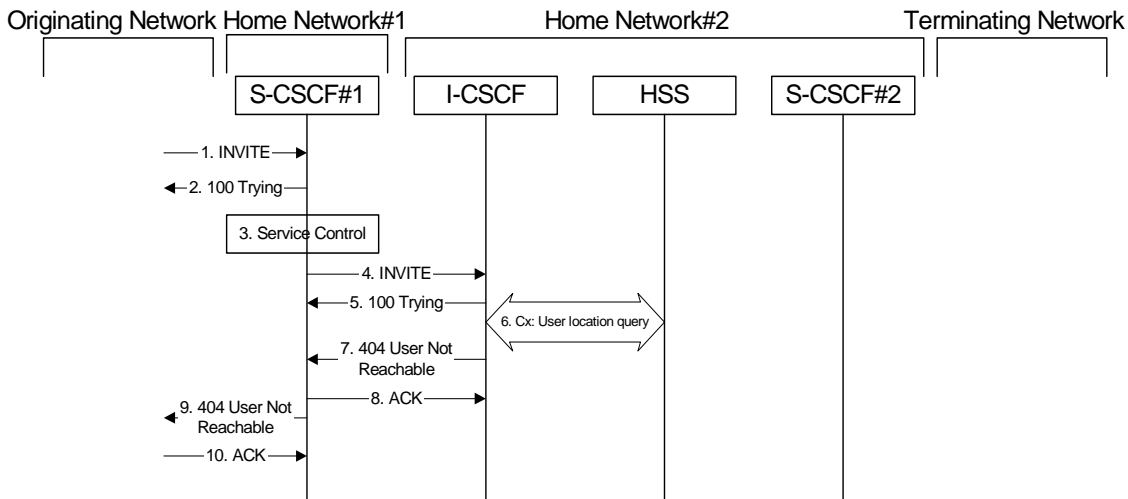 Originating Network
Home Network#1
Home Network#2
Terminating Network
S-CSCF#1
I-CSCF
HSS
S-CSCF#2
1. INVITE
2. 100 Trying
3. Service Control
4. INVITE
5. 100 Trying
6. Cx: User location query
7. 404 User Not
Reachable
8. ACK
9. 404 User Not
Reachable
10. ACK